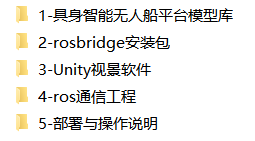 1-具身智能无人船平台模型库
2-rosbridge安装包
3-Unity视景软件
4-ros通信工程
5-部署与操作说明